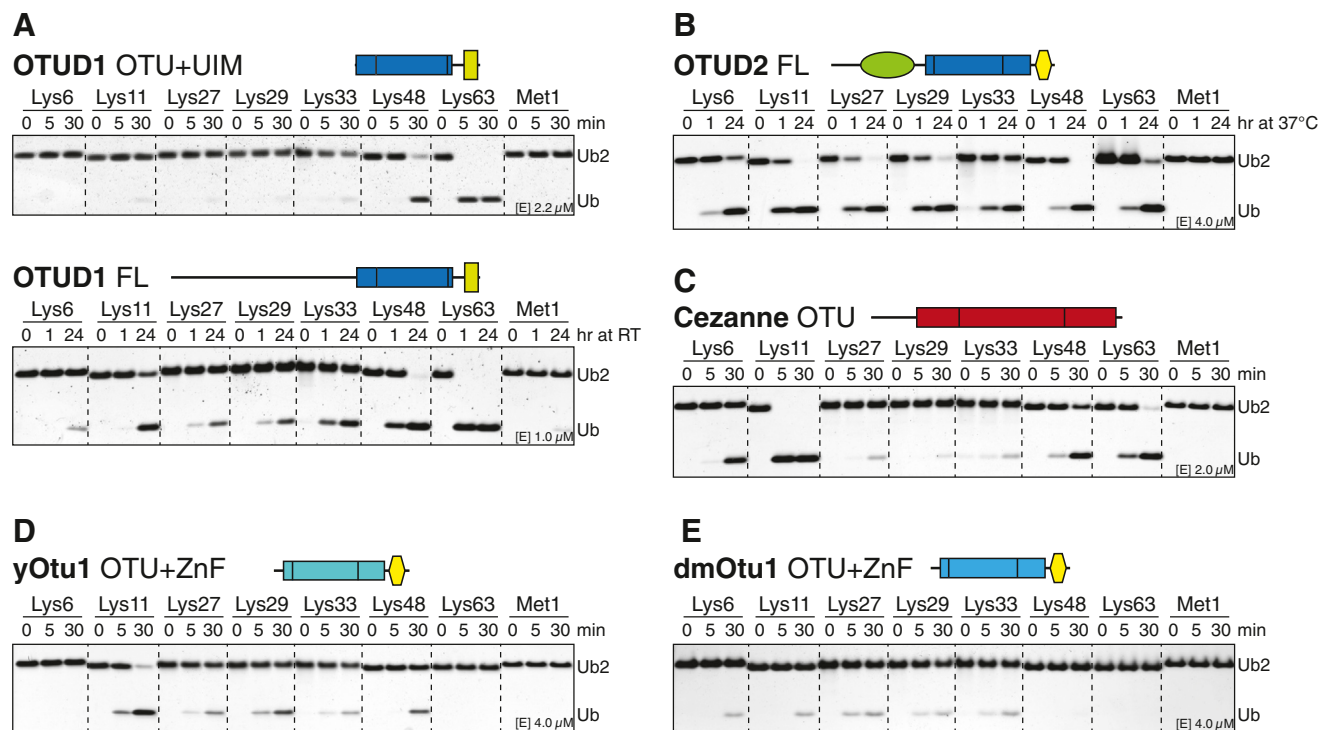 A
OTUD1 OTU+UIM
Lys6 Lys11 Lys27 Lys29 Lys33 Lys48 Lys63 Met1
0 5 30 0 5 30 0 5 30 0 5 30 0 5 30 0 5 30 0 5 30 0 5 30 min
Ub2
Ub
[E] 2.2 µM
OTUD1 FL
Lys6 Lys11 Lys27 Lys29 Lys33 Lys48 Lys63 Met1
0 1 24 0 1 24 0 1 24 0 1 24 0 1 24 0 1 24 0 1 24 0 1 24 hr at RT
Ub2
Ub
[E] 1.0 µM
B
OTUD2 FL
Lys6 Lys11 Lys27 Lys29 Lys33 Lys48 Lys63 Met1
0 1 24 0 1 24 0 1 24 0 1 24 0 1 24 0 1 24 0 1 24 0 1 24 hr at 37°C
Ub2
Ub
[E] 4.0 µM
C
Cezanne OTU
Lys6 Lys11 Lys27 Lys29 Lys33 Lys48 Lys63 Met1
0 5 30 0 5 30 0 5 30 0 5 30 0 5 30 0 5 30 0 5 30 0 5 30 min
Ub2
Ub
[E] 2.0 µM
D
yOtu1 OTU+ZnF
Lys6 Lys11 Lys27 Lys29 Lys33 Lys48 Lys63 Met1
0 5 30 0 5 30 0 5 30 0 5 30 0 5 30 0 5 30 0 5 30 0 5 30 min
Ub2
Ub
[E] 4.0 µM
E
dmOtu1 OTU+ZnF
Lys6 Lys11 Lys27 Lys29 Lys33 Lys48 Lys63 Met1
0 5 30 0 5 30 0 5 30 0 5 30 0 5 30 0 5 30 0 5 30 0 5 30 min
Ub2
Ub
[E] 4.0 µM